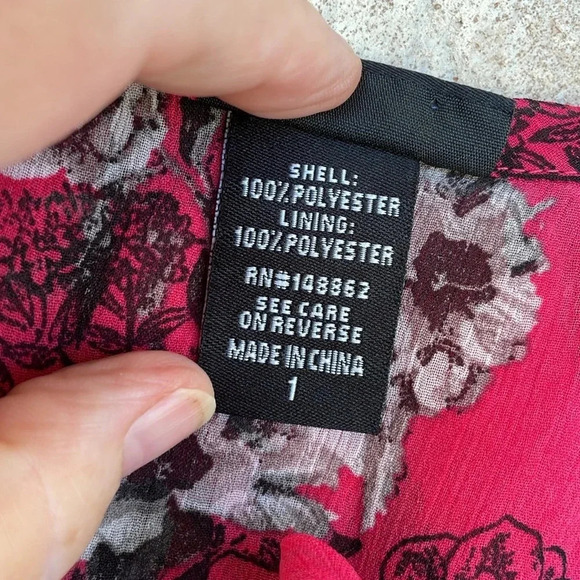 SHELL:
100% POLYESTER
LINING:
100% POLYESTER
RN#148862
SEE CARE
ON REVERSE
MADE IN CHINA
1